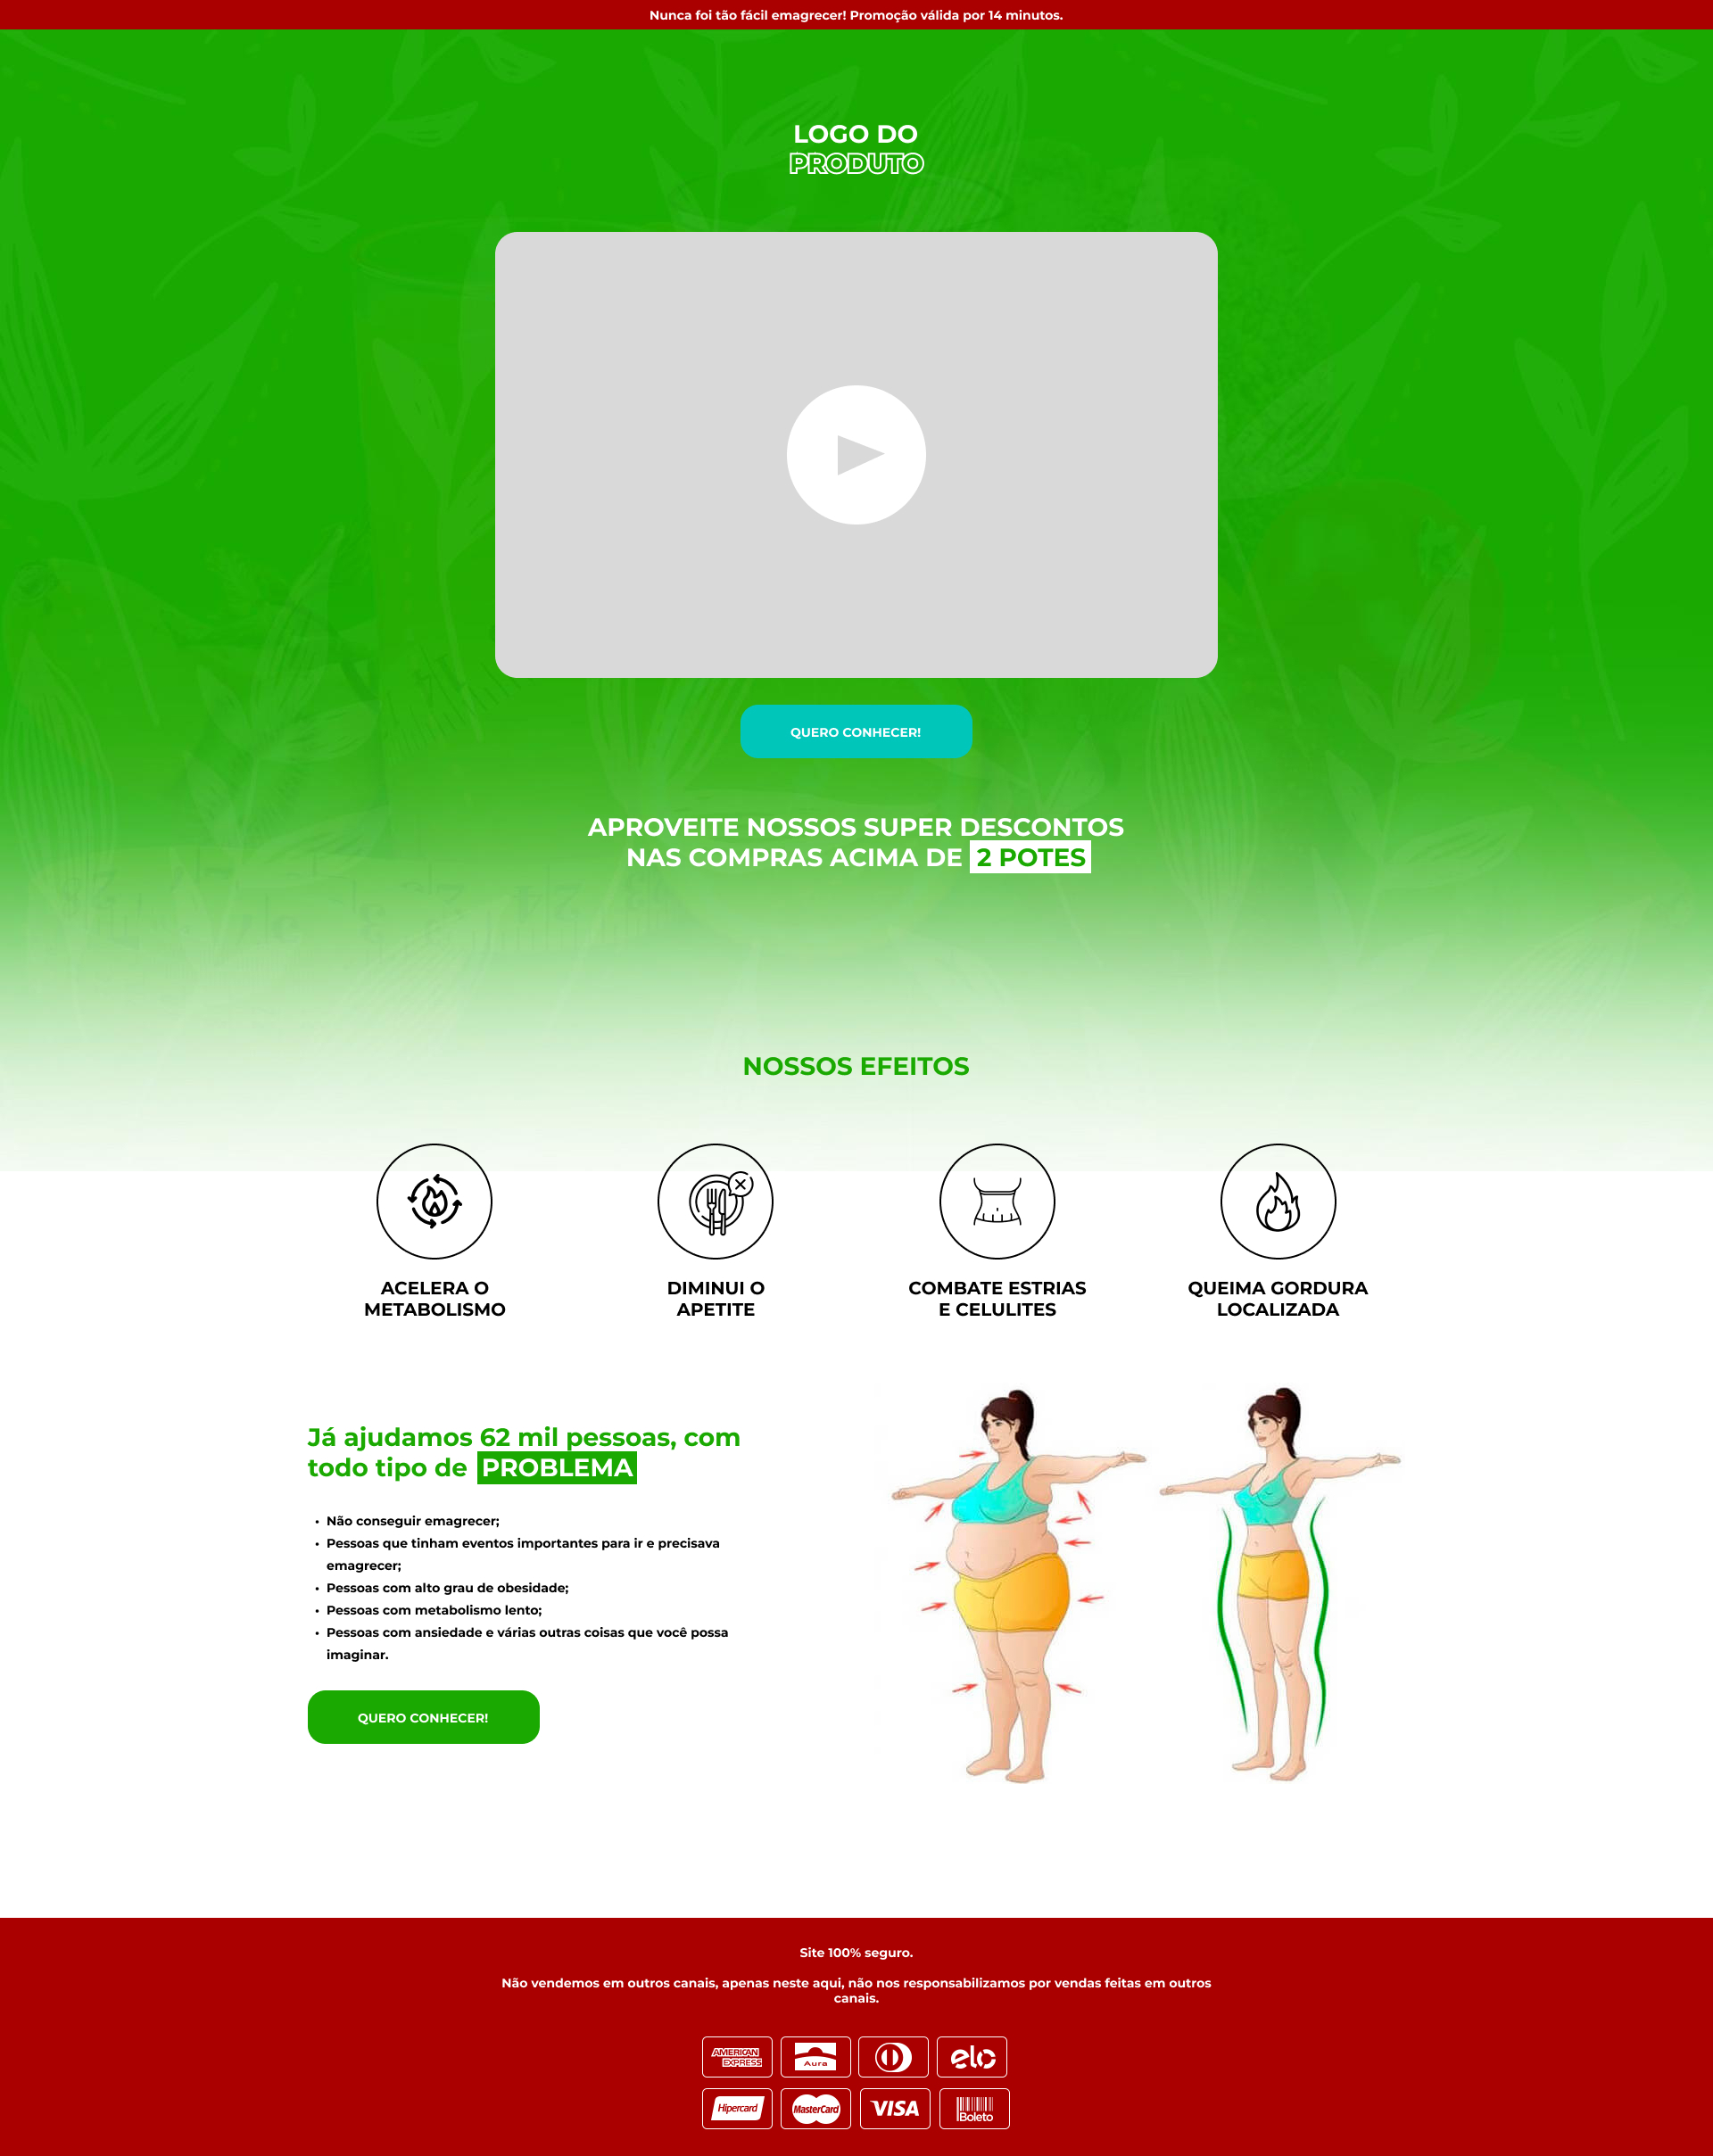 Nunca foi tão fácil emagrecer! Promoção válida por 14 minutos.
LOGO DO
PRODUTO
QUERO CONHECER!
APROVEITE NOSSOS SUPER DESCONTOS
NAS COMPRAS ACIMA DE 2 POTES
NOSSOS EFEITOS
ACELERA O
METABOLISMO
DIMINUI O
APETITE
COMBATE ESTRIAS
E CELULITES
QUEIMA GORDURA
LOCALIZADA
Já ajudamos 62 mil pessoas, com
todo tipo de PROBLEMA
• Não conseguir emagrecer;
• Pessoas que tinham eventos importantes para ir e precisava
emagrecer;
• Pessoas com alto grau de obesidade;
• Pessoas com metabolismo lento;
• Pessoas com ansiedade e várias outras coisas que você possa
imaginar.
QUERO CONHECER!
Site 100% seguro.
Não vendemos em outros canais, apenas neste aqui, não nos responsabilizamos por vendas feitas em outros
canais.
AMERICAN
EXPRESS
Aura
elo
Hipercard
MasterCard
VISA
Boleto